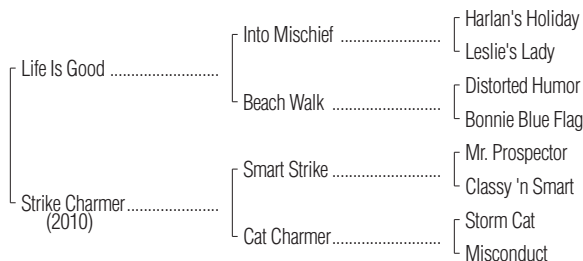 Harlan's Holiday
Into Mischief ........................
Leslie's Lady
Life Is Good ..........................
Distorted Humor
Beach Walk ..........................
Bonnie Blue Flag
Mr. Prospector
Smart Strike ..........................
Classy 'n Smart
Strike Charmer ......................
(2010)
Storm Cat
Cat Charmer ..........................
Misconduct